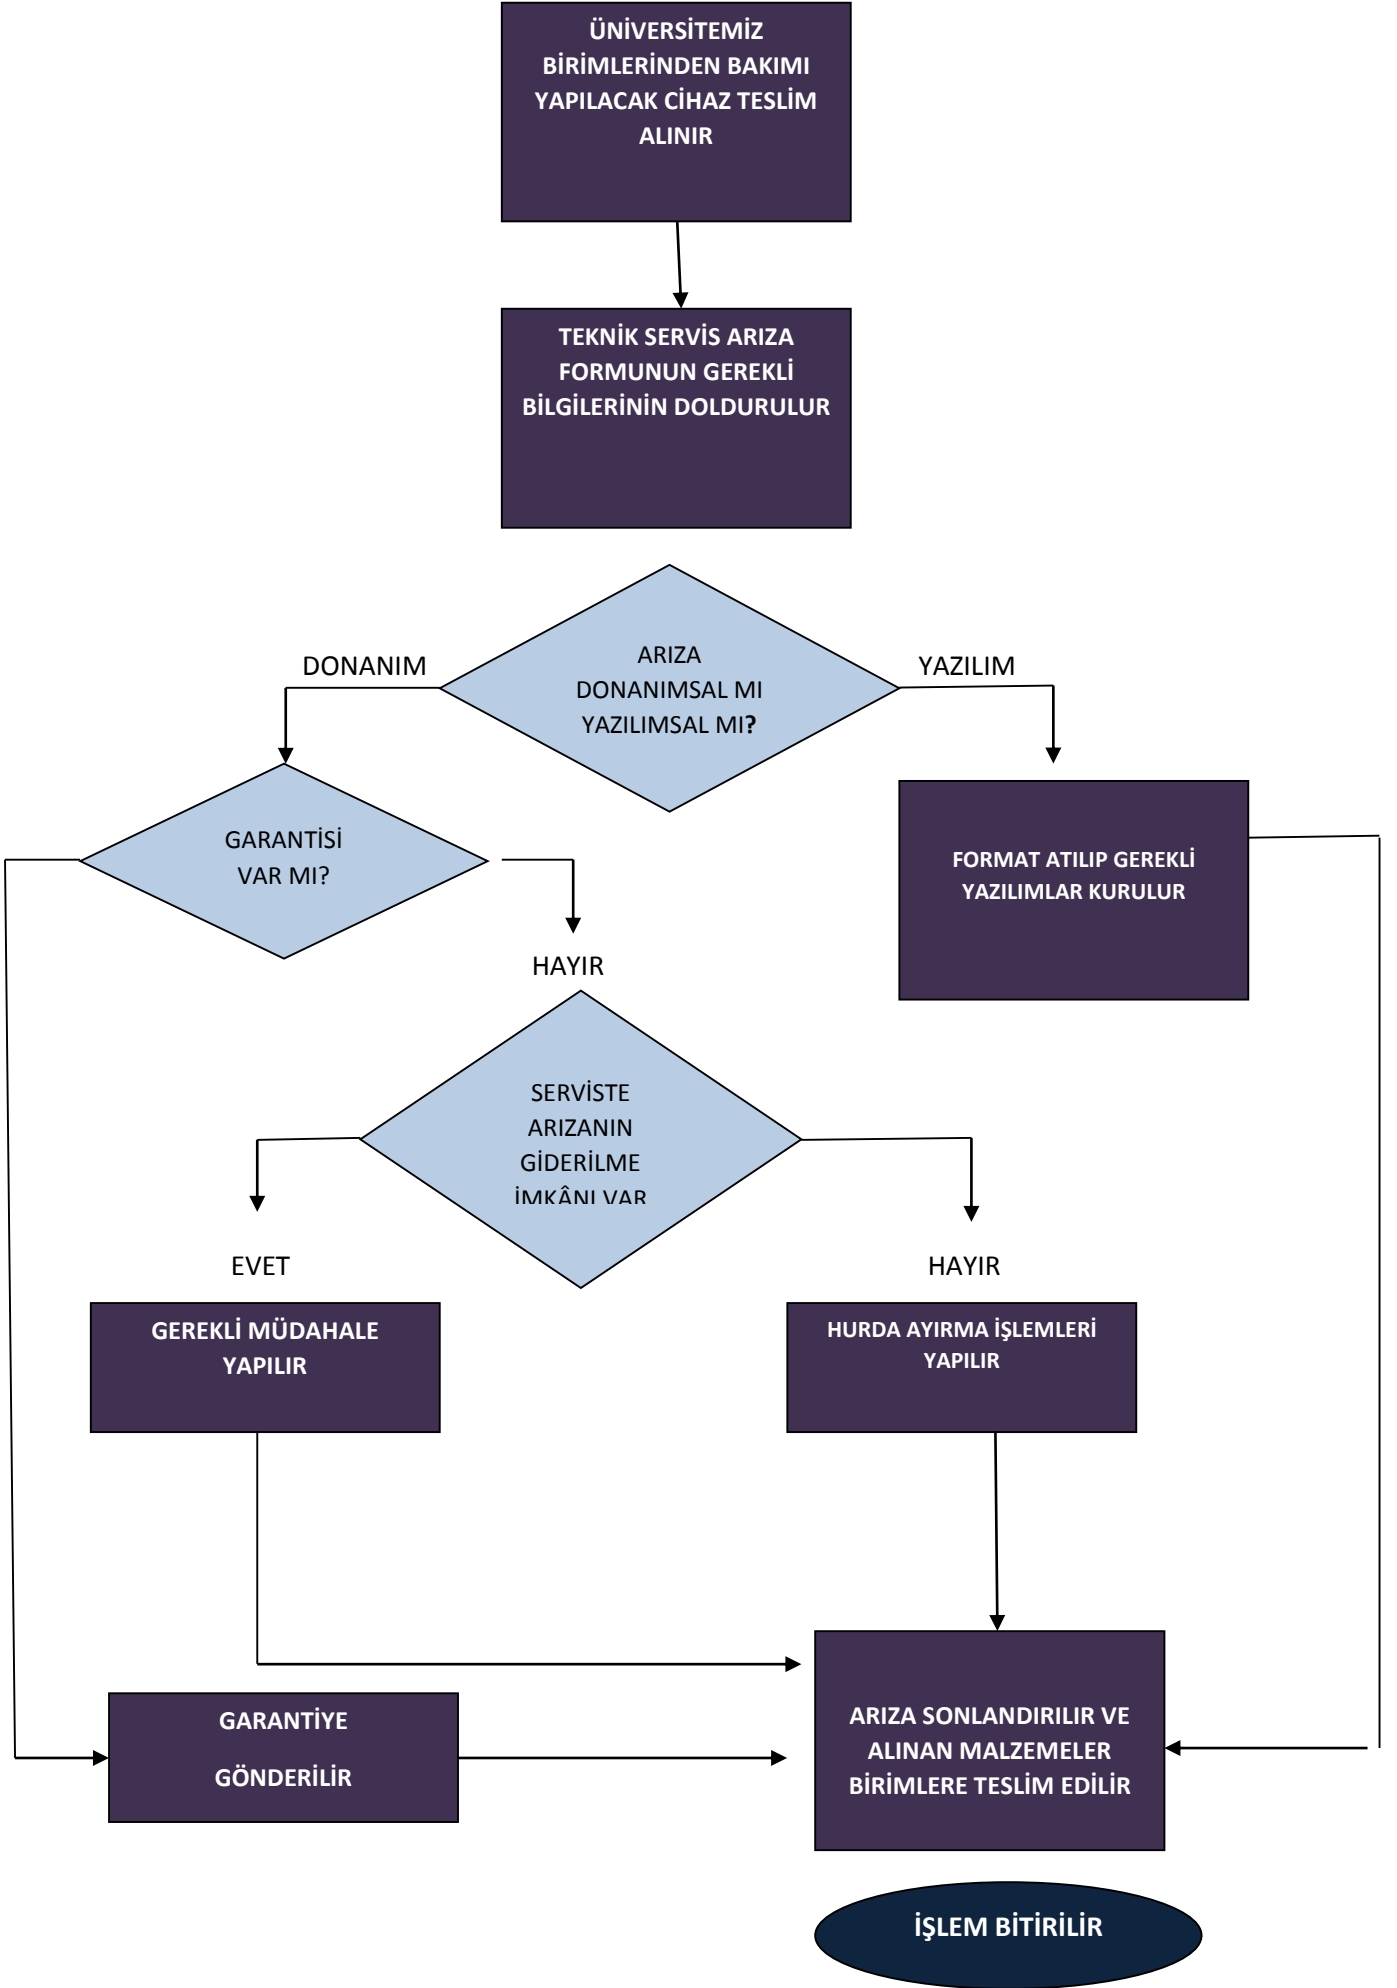 ÜNİVERSİTEMİZ
BİRİMLERİNDEN BAKIMI
YAPILACAK CİHAZ TESLİM
ALINIR
TEKNİK SERVİS ARIZA
FORMUNUN GEREKLİ
BİLGİLERİNİN DOLDURULUR
DONANIM
ARIZA
DONANIMSAL MI
YAZILIMSAL MI?
YAZILIM
GARANTİSİ
VAR MI?
FORMAT ATILIP GEREKLİ
YAZILIMLAR KURULUR
HAYIR
SERVİSTE
ARIZANIN
GİDERİLME
İMKÂNI VAR
EVET
HAYIR
GEREKLİ MÜDAHALE
YAPILIR
HURDA AYIRMA İŞLEMLERİ
YAPILIR
GARANTİYE
GÖNDERİLİR
ARIZA SONLANDIRILIR VE
ALINAN MALZEMELER
BİRİMLERE TESLİM EDİLİR
İŞLEM BİTİRİLİR